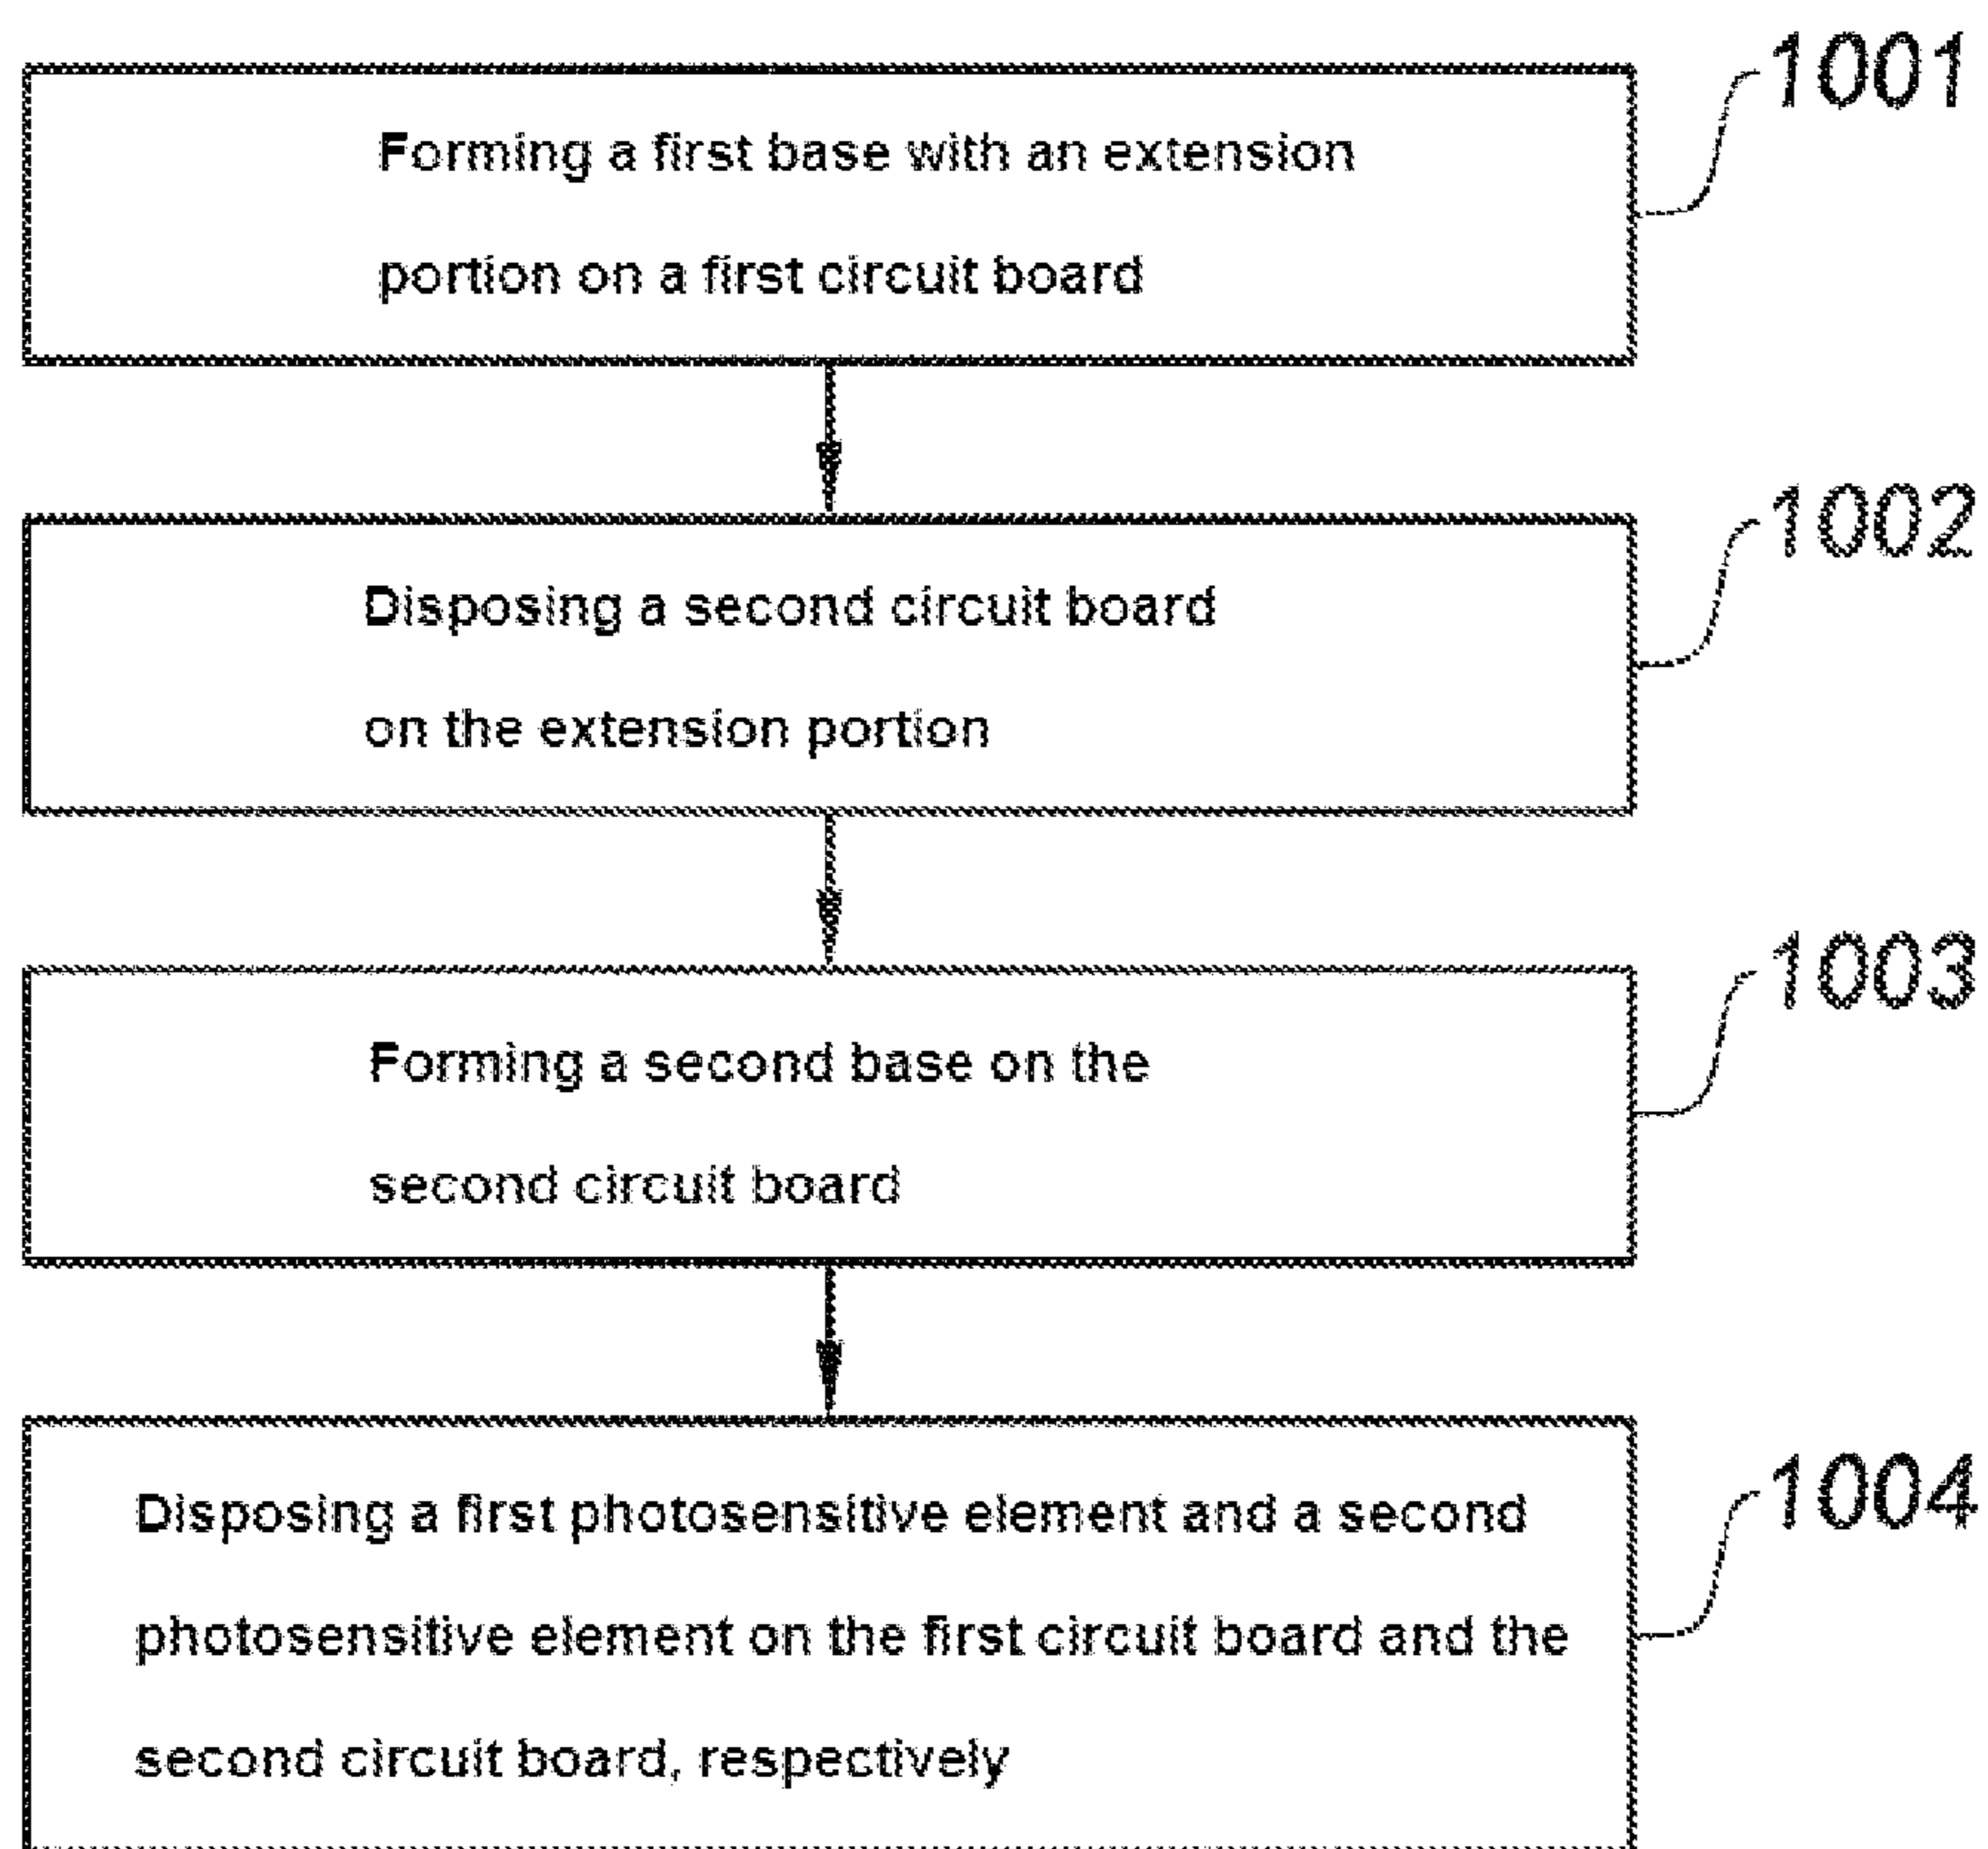 1001
Forming a first base with an extension
portion on a first circuit board
1002
Disposing a second circuit board
on the extension portion
1003
Forming a second base on the
second circuit board
1004
Disposing a first photosensitive element and a second
photosensitive element on the first circuit board and the
second circuit board, respectively